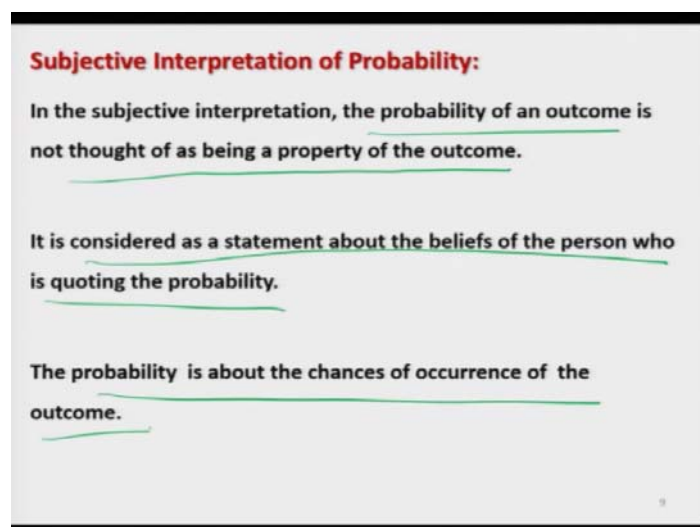 Subjective Interpretation of Probability:
In the subjective interpretation, the probability of an outcome is
not thought of as being a property of the outcome.
It is considered as a statement about the beliefs of the person who
is quoting the probability.
The probability is about the chances of occurrence of the
outcome.
9